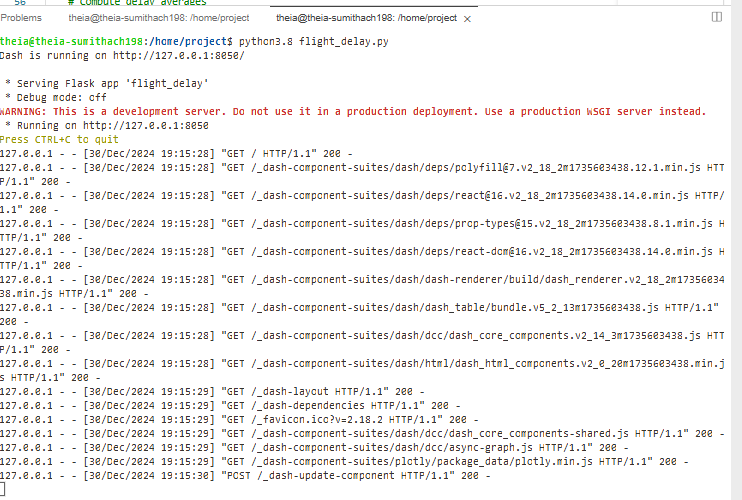 56 # Compute delay averages
Problems theia@theia-sumithach198: /home/project theia@theia-sumithach198: /home/project ×
theia@theia-sumithach198:/home/project$ python3.8 flight_delay.py
Dash is running on http://127.0.0.1:8050/
* Serving Flask app 'flight_delay'
* Debug mode: off
WARNING: This is a development server. Do not use it in a production deployment. Use a production WSGI server instead.
* Running on http://127.0.0.1:8050
Press CTRL+C to quit
127.0.0.1 - - [30/Dec/2024 19:15:28] "GET / HTTP/1.1" 200 -
127.0.0.1 - - [30/Dec/2024 19:15:28] "GET /_dash-component-suites/dash/deps/polyfill@7.v2_18_2m1735603438.12.1.min.js HTT
P/1.1" 200 -
127.0.0.1 - - [30/Dec/2024 19:15:28] "GET /_dash-component-suites/dash/deps/react@16.v2_18_2m1735603438.14.0.min.js HTTP/
1.1" 200 -
127.0.0.1 - - [30/Dec/2024 19:15:28] "GET /_dash-component-suites/dash/deps/prop-types@15.v2_18_2m1735603438.8.1.min.js H
TTP/1.1" 200 -
127.0.0.1 - - [30/Dec/2024 19:15:28] "GET /_dash-component-suites/dash/deps/react-dom@16.v2_18_2m1735603438.14.0.min.js H
TTP/1.1" 200 -
127.0.0.1 - - [30/Dec/2024 19:15:28] "GET /_dash-component-suites/dash/dash-renderer/build/dash_renderer.v2_18_2m17356034
38.min.js HTTP/1.1" 200 -
127.0.0.1 - - [30/Dec/2024 19:15:28] "GET /_dash-component-suites/dash/dash_table/bundle.v5_2_13m1735603438.js HTTP/1.1"
200 -
127.0.0.1 - - [30/Dec/2024 19:15:28] "GET /_dash-component-suites/dash/dcc/dash_core_components.v2_14_3m1735603438.js HTT
P/1.1" 200 -
127.0.0.1 - - [30/Dec/2024 19:15:28] "GET /_dash-component-suites/dash/html/dash_html_components.v2_0_20m1735603438.min.j
s HTTP/1.1" 200 -
127.0.0.1 - - [30/Dec/2024 19:15:29] "GET /_dash-layout HTTP/1.1" 200 -
127.0.0.1 - - [30/Dec/2024 19:15:29] "GET /_dash-dependencies HTTP/1.1" 200 -
127.0.0.1 - - [30/Dec/2024 19:15:29] "GET /_favicon.ico?v=2.18.2 HTTP/1.1" 200 -
127.0.0.1 - - [30/Dec/2024 19:15:29] "GET /_dash-component-suites/dash/dcc/dash_core_components-shared.js HTTP/1.1" 200 -
127.0.0.1 - - [30/Dec/2024 19:15:29] "GET /_dash-component-suites/dash/dcc/async-graph.js HTTP/1.1" 200 -
127.0.0.1 - - [30/Dec/2024 19:15:29] "GET /_dash-component-suites/plotly/package_data/plotly.min.js HTTP/1.1" 200 -
127.0.0.1 - - [30/Dec/2024 19:15:30] "POST /_dash-update-component HTTP/1.1" 200 -